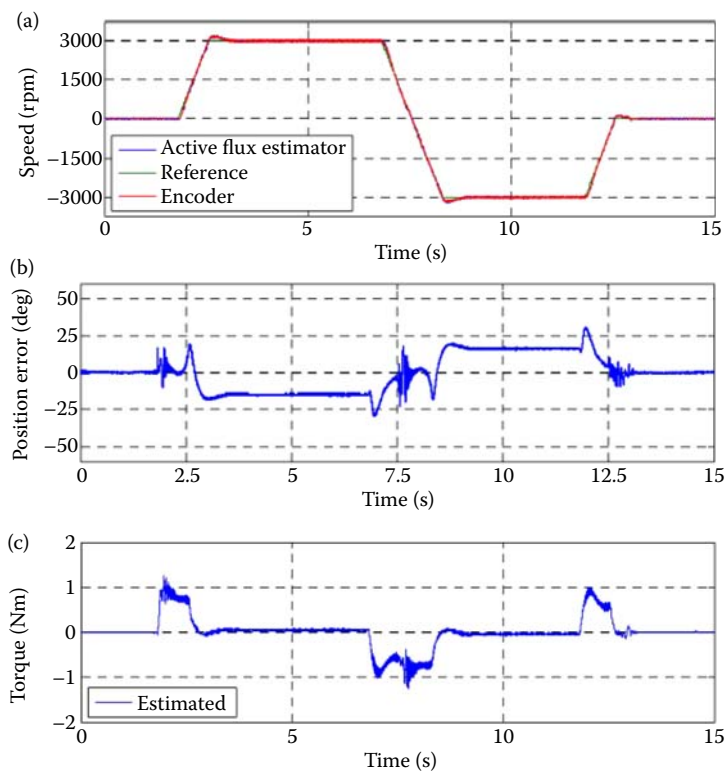 (a)
3000
1500
0
−1500
−3000
Speed (rpm)
Active flux estimator
Reference
Encoder
0 5 10 15
Time (s)
(b)
50
25
0
−25
−50
Position error (deg)
0 2.5 5 7.5 10 12.5 15
Time (s)
(c)
2
1
0
−1
−2
Torque (Nm)
Estimated
0 5 10 15
Time (s)